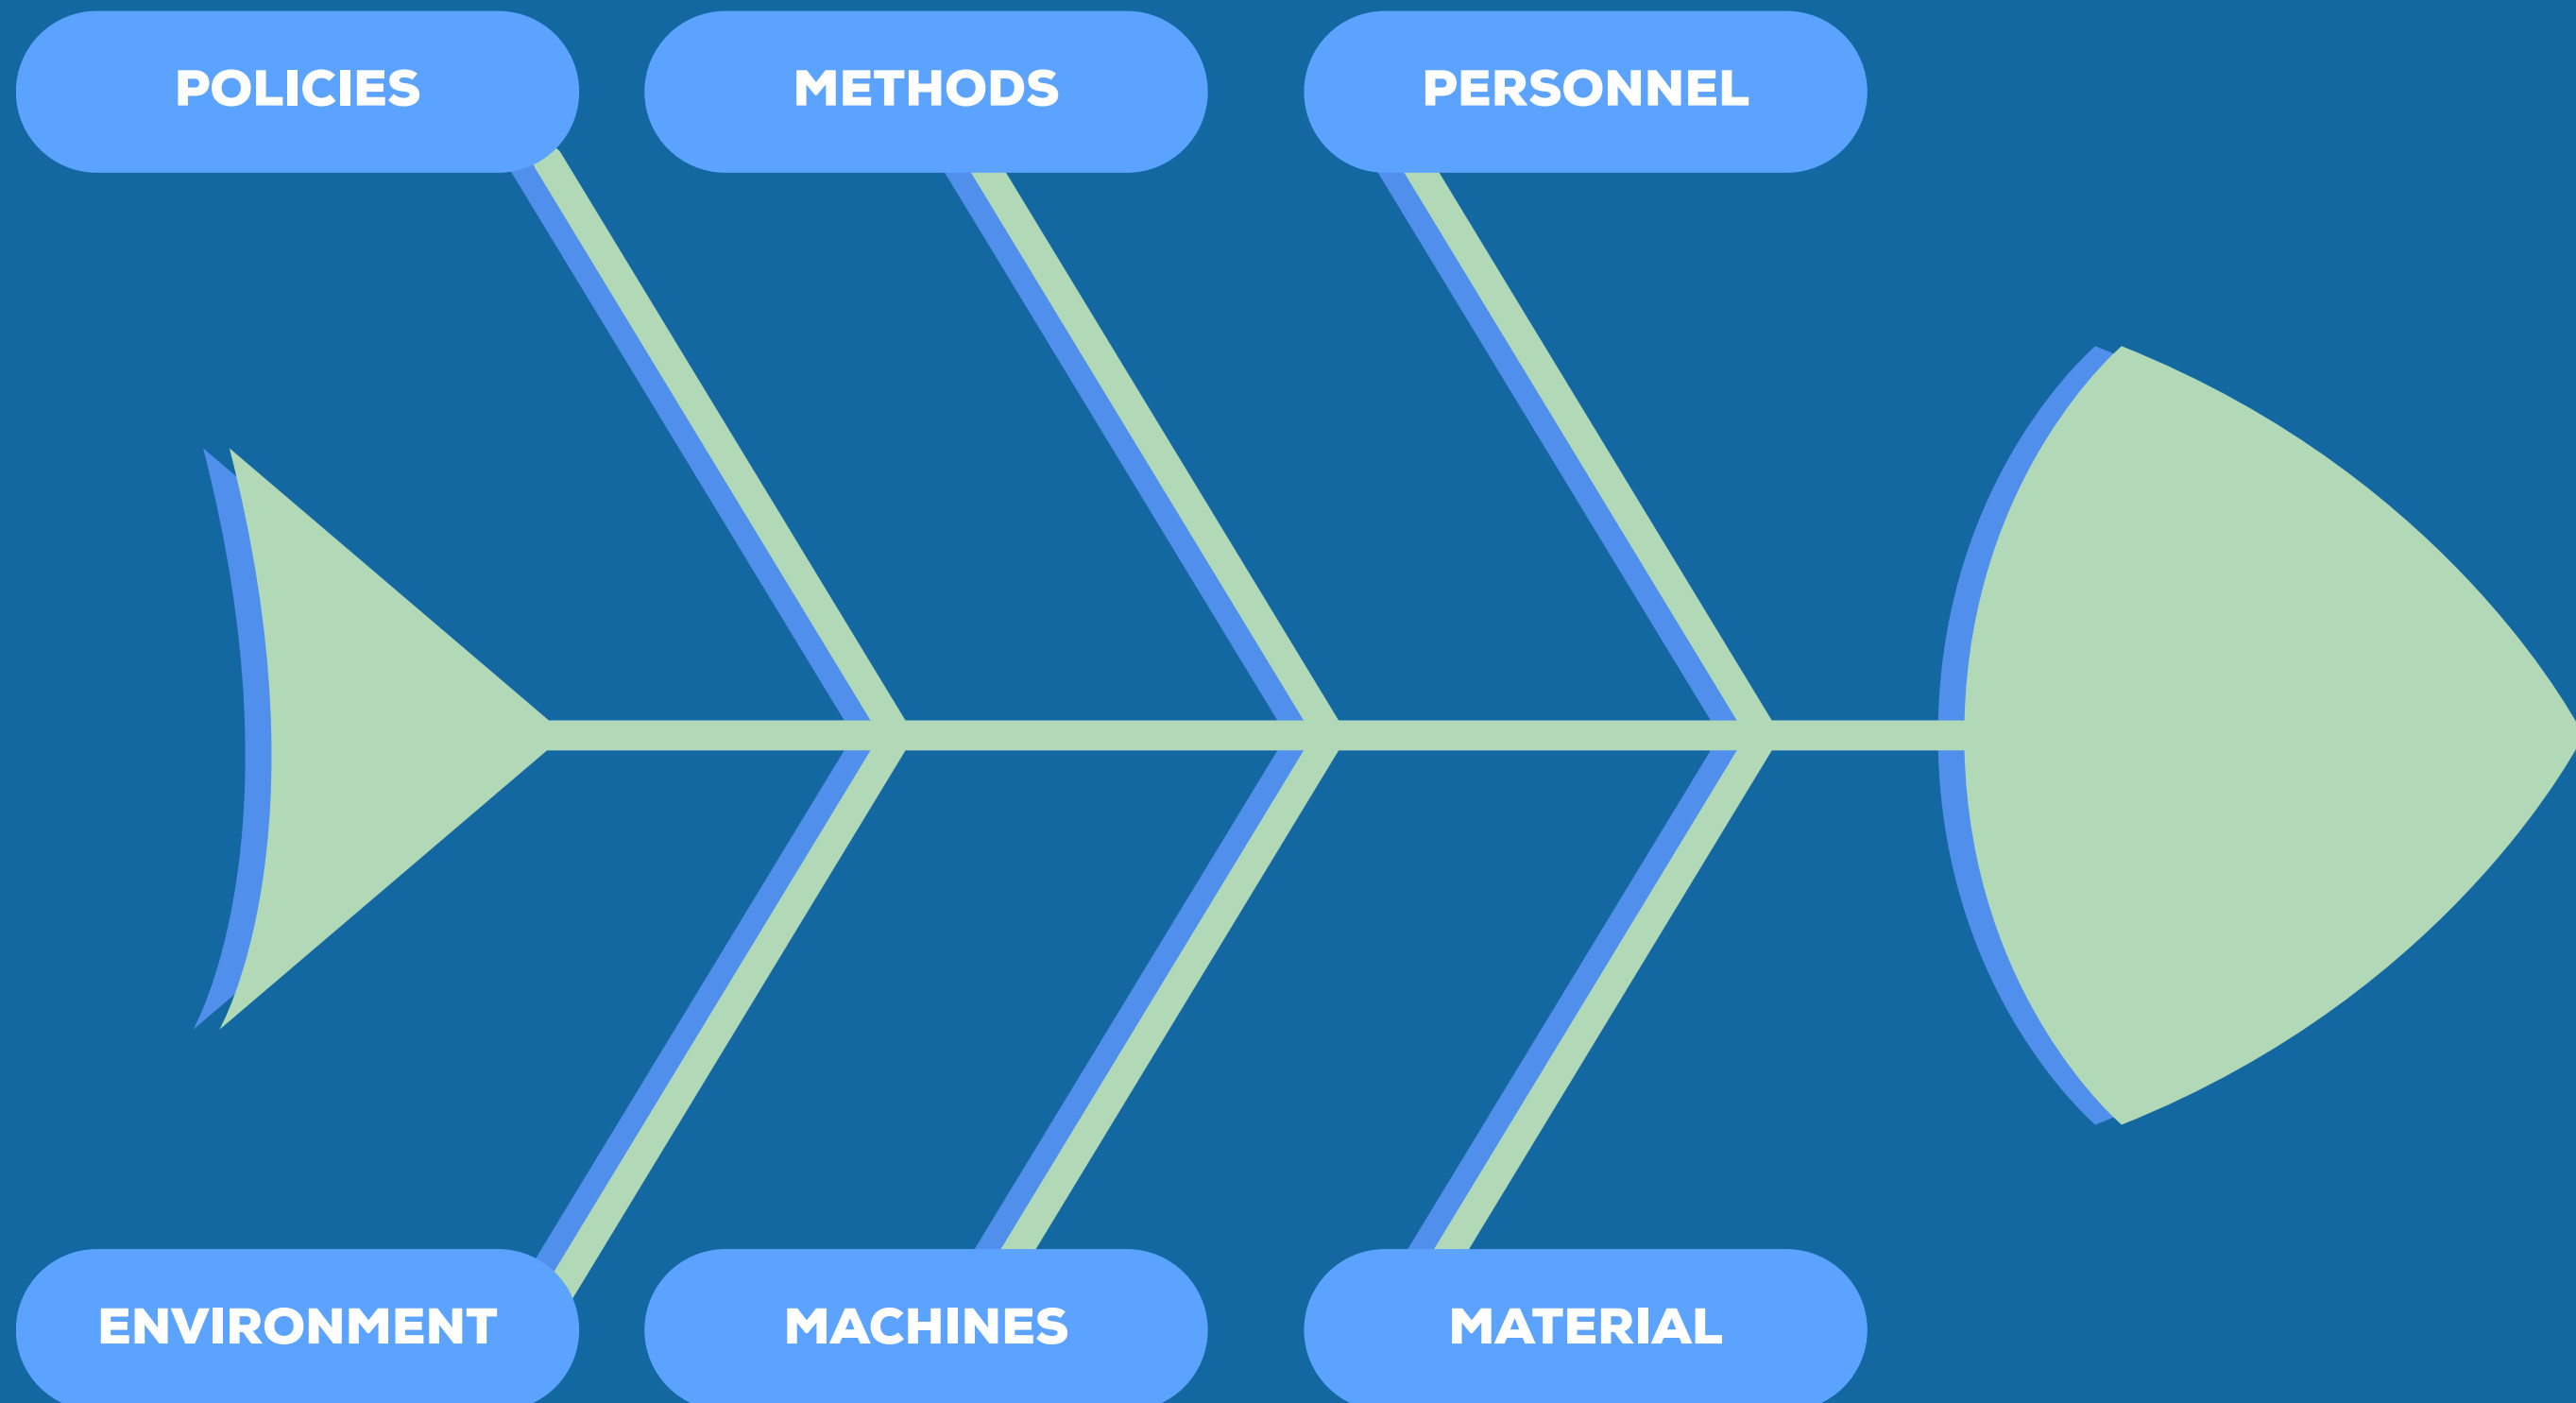 POLICIES
METHODS
PERSONNEL
ENVIRONMENT
MACHINES
MATERIAL